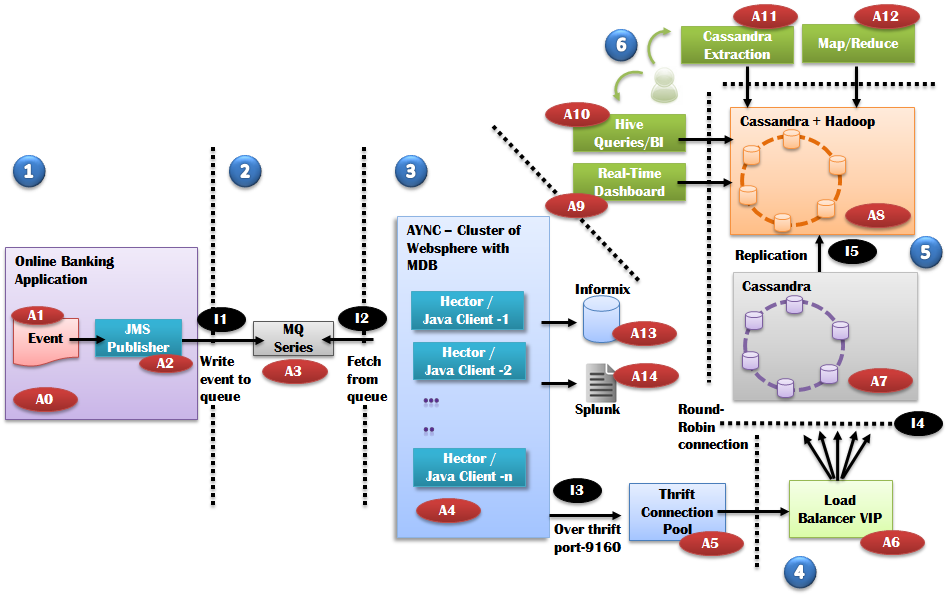 1
Online Banking
Application
A1
Event
JMS
Publisher
A2
A0
2
I1
Write
event to
queue
MQ
Series
A3
I2
Fetch
from
queue
3
AYNC – Cluster of
Websphere with
MDB
Hector /
Java Client -1
Hector /
Java Client -2
Hector /
Java Client -n
A4
Informix
A13
A14
Splunk
I3
Over thrift
port-9160
Thrift
Connection
Pool
A5
4
Load
Balancer VIP
A6
Round-
Robin
connection
I4
5
Cassandra
A7
Replication
I5
Cassandra + Hadoop
A8
6
A11
Cassandra
Extraction
A12
Map/Reduce
A10
Hive
Queries/BI
Real-Time
Dashboard
A9